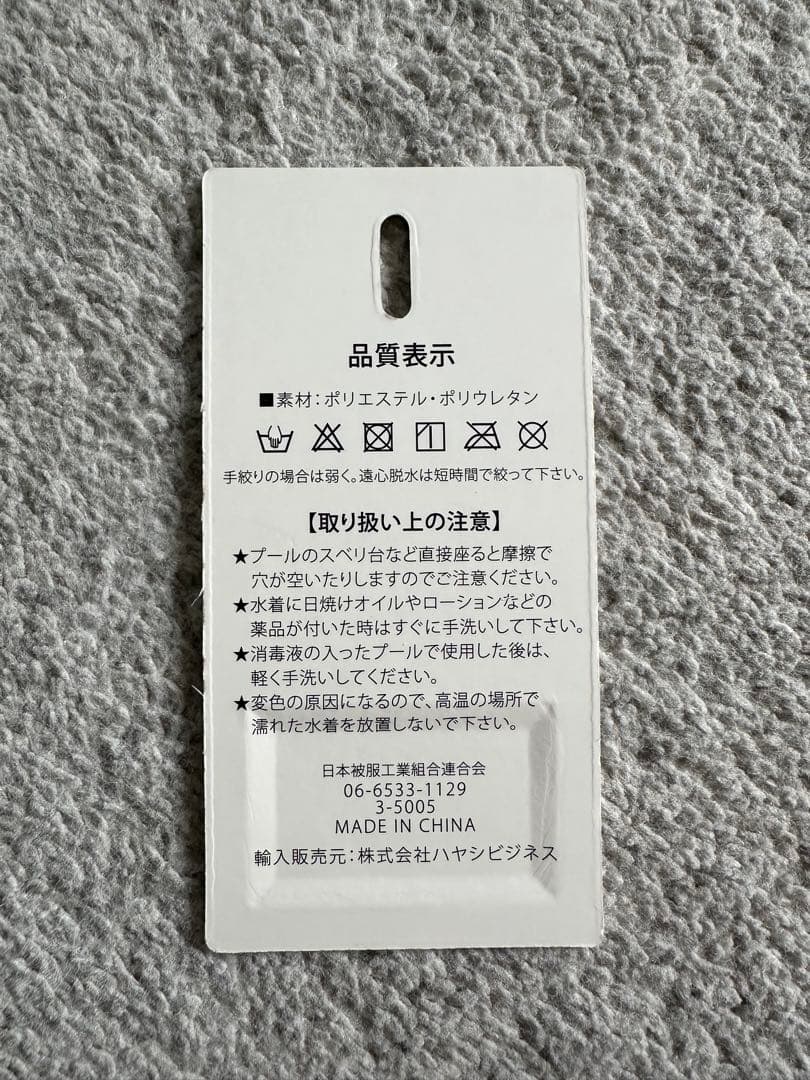 品質表示
■素材：ポリエステル・ポリウレタン
手絞りの場合は弱く。遠心脱水は短時間で絞って下さい。
【取り扱い上の注意】
★プールのスベリ台など直接座ると摩擦で
穴が空いたりしますのでご注意ください。
★水着に日焼けオイルやローションなどの
薬品が付いた時はすぐに手洗いして下さい。
★消毒液の入ったプールで使用した後は、
軽く手洗いしてください。
★変色の原因になるので、高温の場所で
濡れた水着を放置しないで下さい。
日本被服工業組合連合会
06-6533-1129
3-5005
MADE IN CHINA
輸入販売元：株式会社ハヤシビジネス